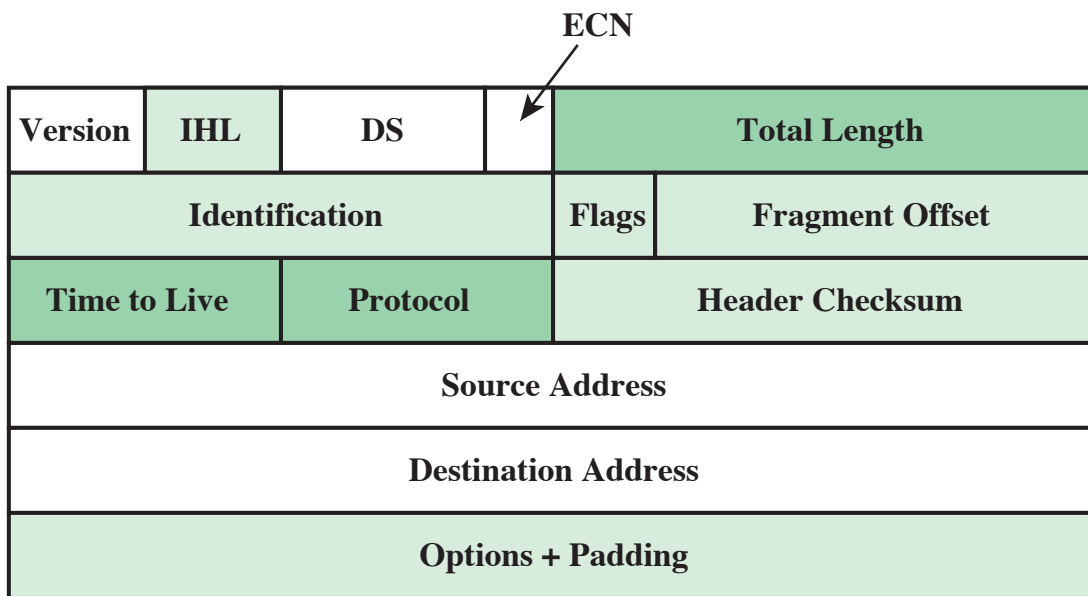 ECN
Version IHL DS Total Length
Identification Flags Fragment Offset
Time to Live Protocol Header Checksum
Source Address
Destination Address
Options + Padding